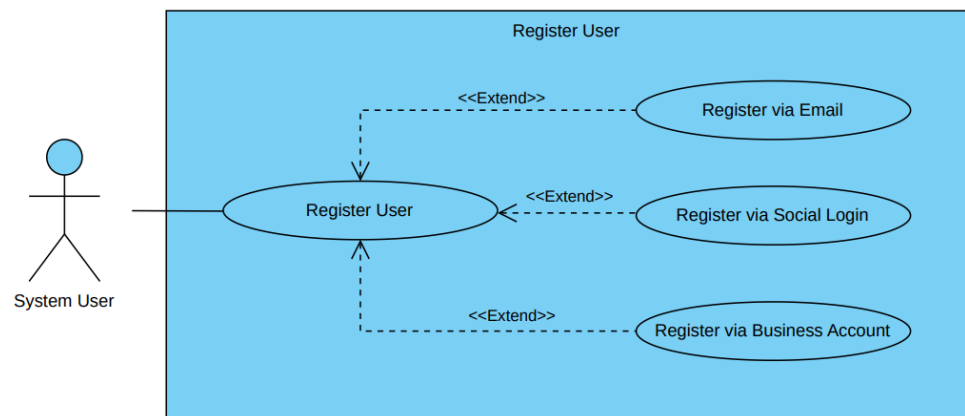 Register User
<<Extend>>
Register via Email
<<Extend>>
Register User
Register via Social Login
System User
<<Extend>>
Register via Business Account